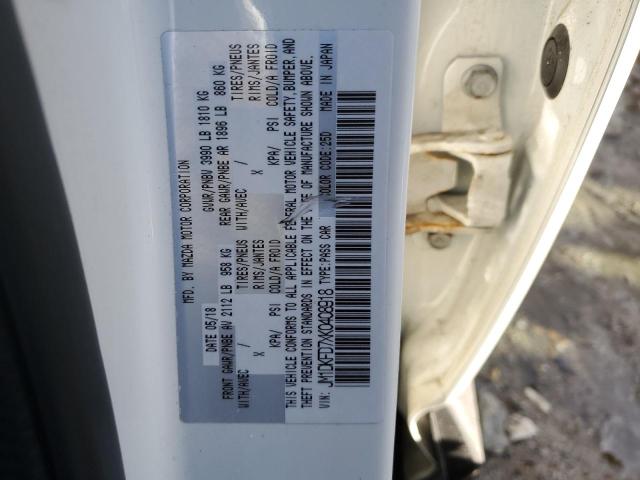 MFD. BY MAZDA MOTOR CORPORATION
DATE 05/18 GVWR/PNBV 3990 LB 1810 KG
FRONT GAWR/PNBE AV 2112 LB 958 KG REAR GAWR/PNBE AR 1896 LB 860 KG
WITH/AVEC TIRES/PNEUS WITH/AVEC TIRES/PNEUS
/ X RIMS/JANTES / X RIMS/JANTES
KPA/ PSI COLD/A FROID KPA/ PSI COLD/A FROID
THIS VEHICLE CONFORMS TO ALL APPLICABLE FEDERAL MOTOR VEHICLE SAFETY, BUMPER, AND
THEFT PREVENTION STANDARDS IN EFFECT ON THE DATE OF MANUFACTURE SHOWN ABOVE.
VIN: JM1DKFD7XK0408918 TYPE:PASS CAR COLOR CODE:25D MADE IN JAPAN